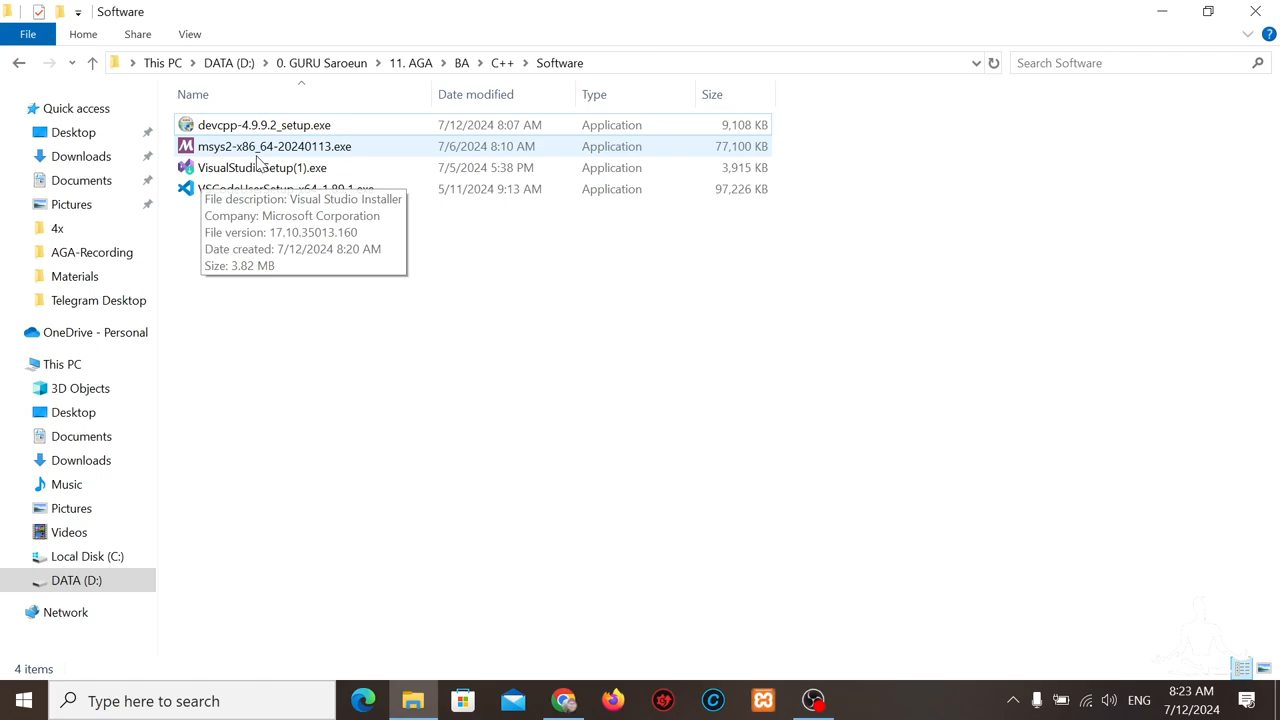 Software
File
Home
Share
View
This PC
DATA (D:)
0. GURU Saroeun
11. AGA
BA
C++
Software
Search Software
Name
Date modified
Type
Size
devcpp-4.9.9.2_setup.exe 7/12/2024 8:07 AM Application 9,108 KB
msys2-x86_64-20240113.exe 7/6/2024 8:10 AM Application 77,100 KB
VisualStudioSetup(1).exe 7/5/2024 5:38 PM Application 3,915 KB
VSCodeUserSetup-x64-1.89.1.exe 5/11/2024 9:13 AM Application 97,226 KB
File description: Visual Studio Installer
Company: Microsoft Corporation
File version: 17.10.35013.160
Date created: 7/12/2024 8:20 AM
Size: 3.82 MB
Quick access
Desktop
Downloads
Documents
Pictures
4x
AGA-Recording
Materials
Telegram Desktop
OneDrive - Personal
This PC
3D Objects
Desktop
Documents
Downloads
Music
Pictures
Videos
Local Disk (C:)
DATA (D:)
Network
4 items
Type here to search
ENG
8:23 AM
7/12/2024